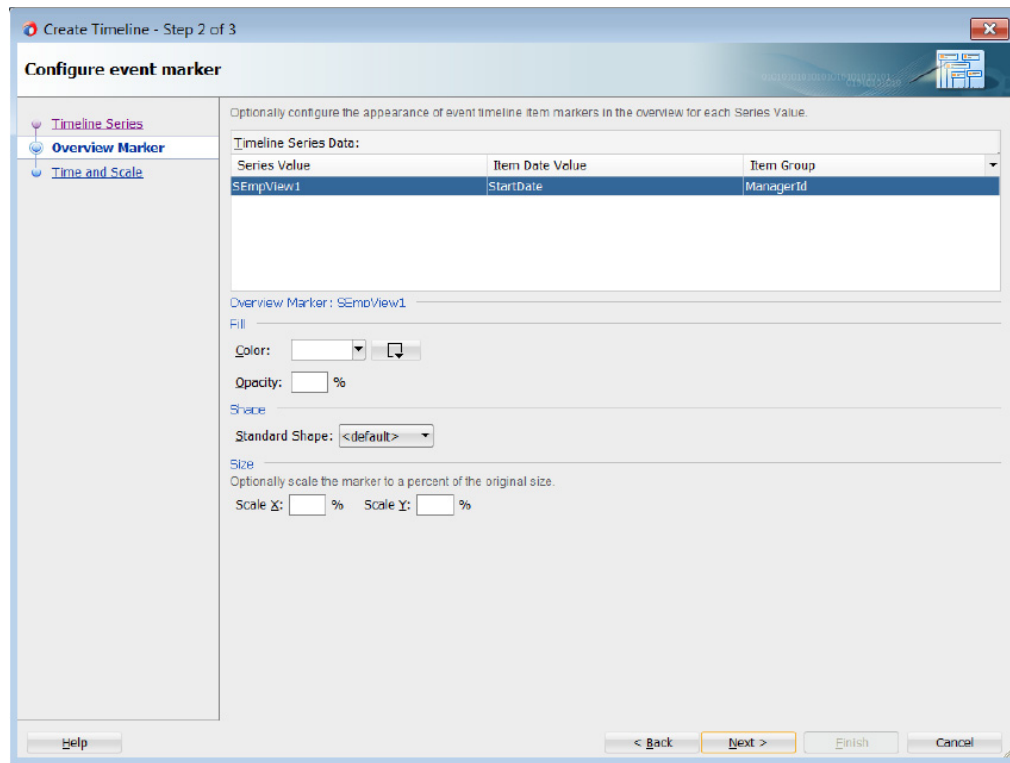 Create Timeline - Step 2 of 3
Configure event marker
Timeline Series
Overview Marker
Time and Scale
Optionally configure the appearance of event timeline item markers in the overview for each Series Value.
Timeline Series Data:
Series Value Item Date Value Item Group
SEmpView1 StartDate ManagerId
Overview Marker: SEmpView1
Fill
Color:
Opacity: %
Shape
Standard Shape: <default>
Size
Optionally scale the marker to a percent of the original size.
Scale X: % Scale Y: %
Help < Back Next > Finish Cancel